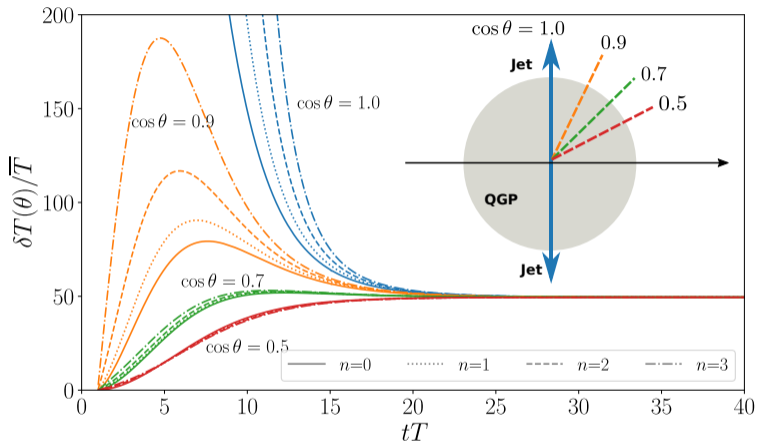 200
150
100
50
0
0 5 10 15 20 25 30 35 40
tT
δT(θ)/T̿
cos θ = 0.9
cos θ = 1.0
cos θ = 0.7
cos θ = 0.5
cos θ = 1.0
0.9
0.7
0.5
Jet
QGP
Jet
n=0 n=1 n=2 n=3